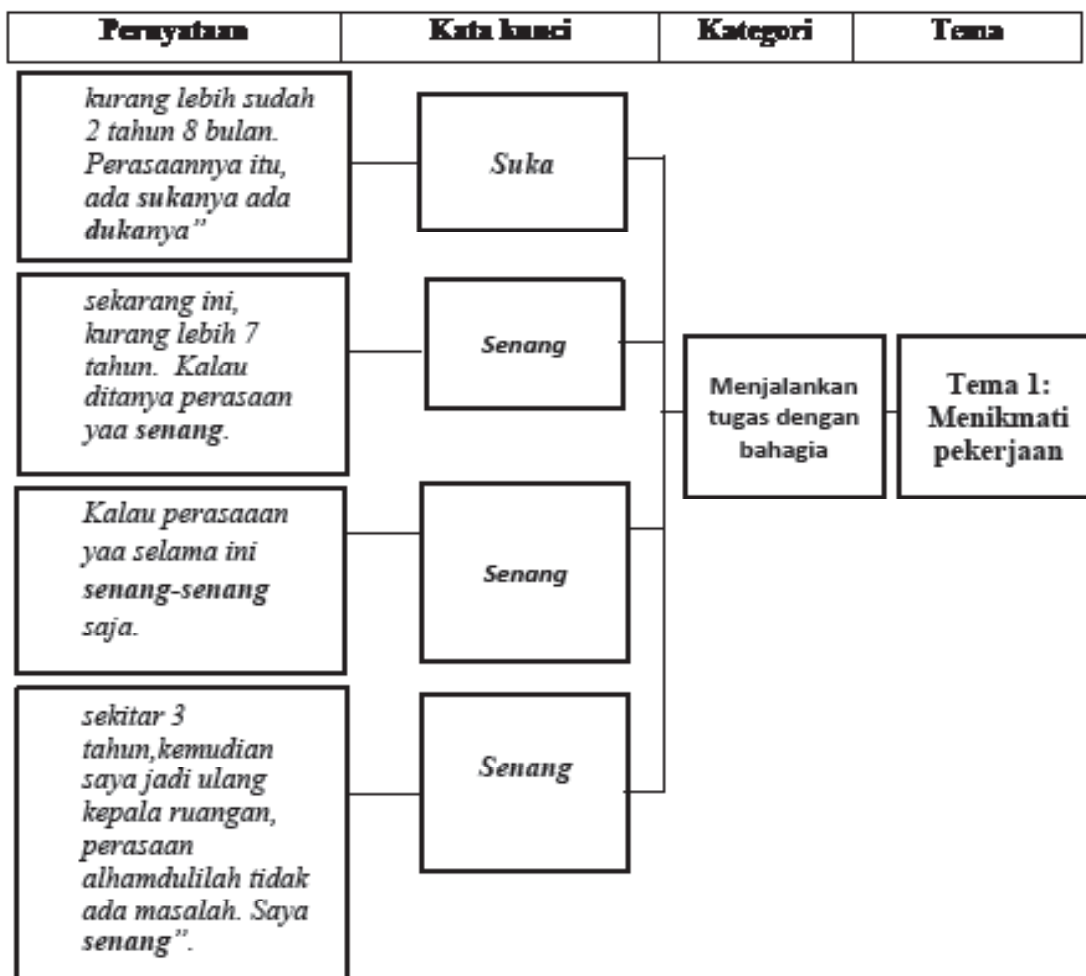 Pernyataan Kata kunci Kategori Tema
kurang lebih sudah
2 tahun 8 bulan.
Perasaannya itu,
ada sukanya ada
dukanya”
Suka
sekarang ini,
kurang lebih 7
tahun. Kalau
ditanya perasaan
yaa senang.
Senang
Kalau perasaaan
yaa selama ini
senang-senang
saja.
Senang
sekitar 3
tahun,kemudian
saya jadi ulang
kepala ruangan,
perasaan
alhamdulilah tidak
ada masalah. Saya
senang”.
Senang
Menjalankan
tugas dengan
bahagia
Tema 1:
Menikmati
pekerjaan